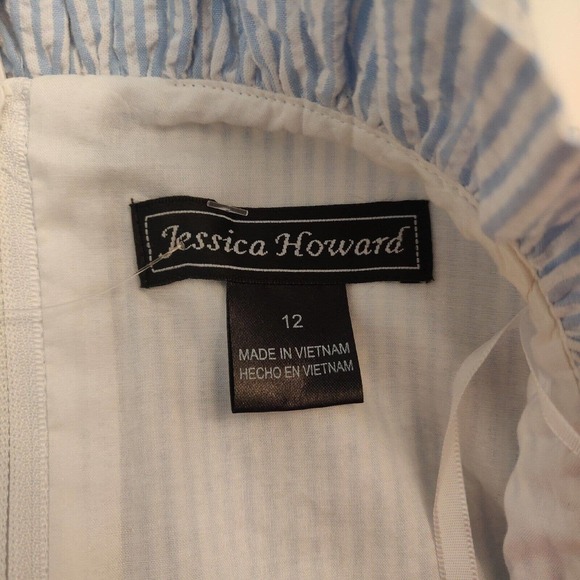 Jessica Howard
12
MADE IN VIETNAM
HECHO EN VIETNAM